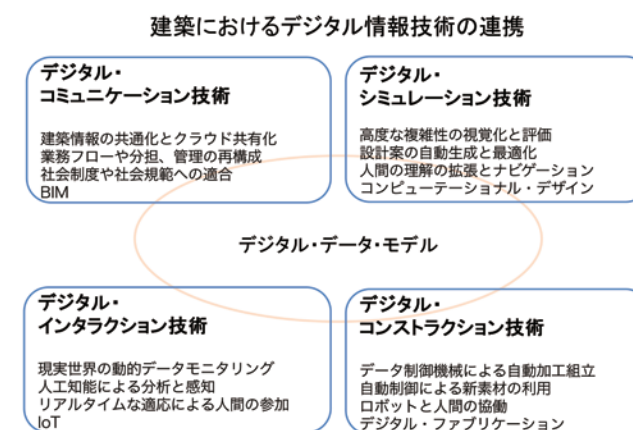 建築におけるデジタル情報技術の連携
デジタル・
コミュニケーション技術
建築情報の共通化とクラウド共有化
業務フローや分担、管理の再構成
社会制度や社会規範への適合
BIM
デジタル・
シミュレーション技術
高度な複雑性の視覚化と評価
設計案の自動生成と最適化
人間の理解の拡張とナビゲーション
コンピューテーショナル・デザイン
デジタル・データ・モデル
デジタル・
インタラクション技術
現実世界の動的データモニタリング
人工知能による分析と感知
リアルタイムな適応による人間の参加
IoT
デジタル・
コンストラクション技術
データ制御機械による自動加工組立
自動制御による新素材の利用
ロボットと人間の協働
デジタル・ファブリケーション